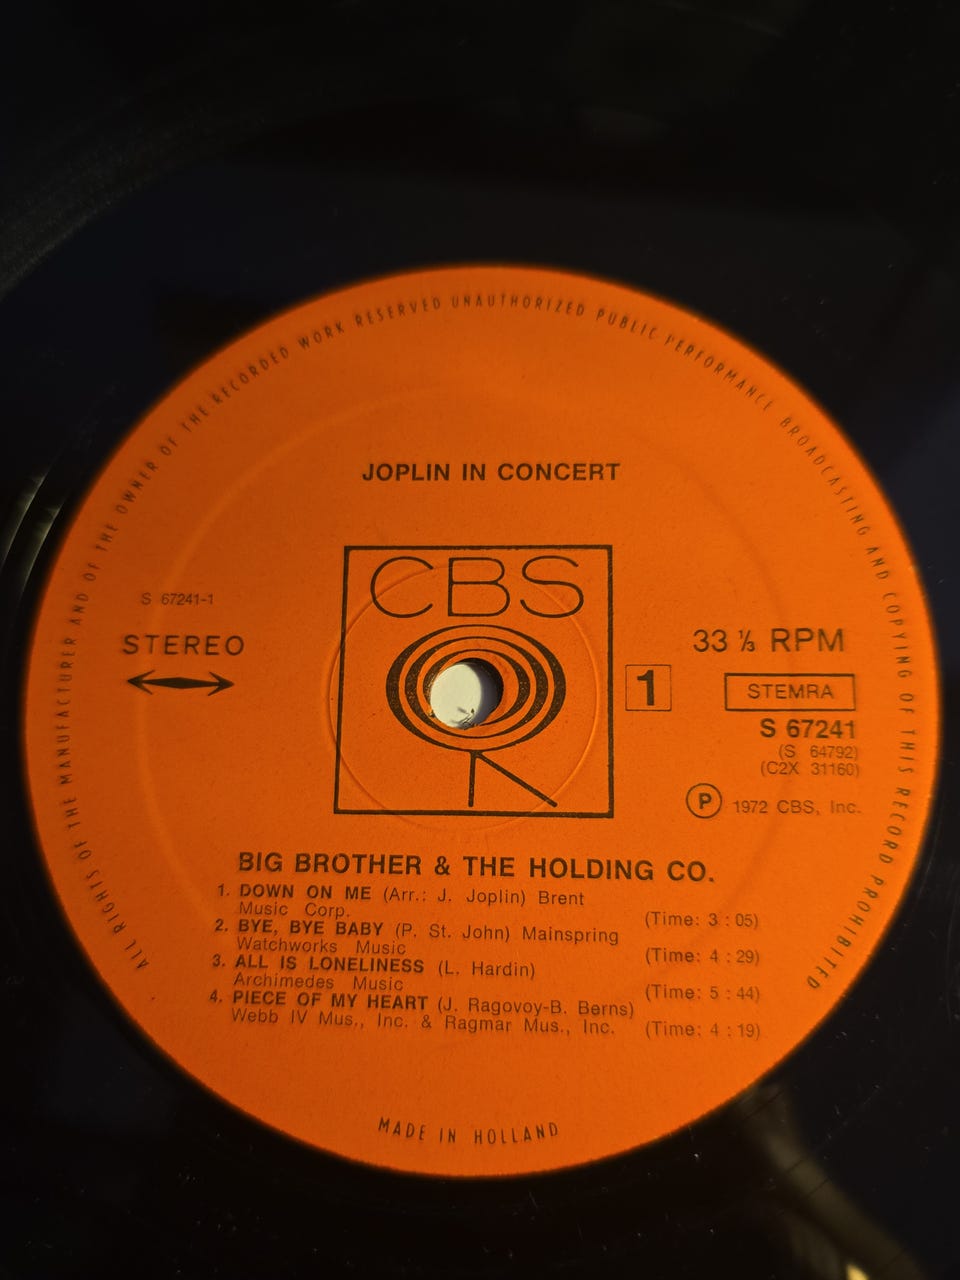 ALL RIGHTS OF THE MANUFACTURER AND OF THE OWNER OF THE RECORDED WORK RESERVED UNAUTHORIZED PUBLIC PERFORMANCE BROADCASTING AND COPYING OF THIS RECORD PROHIBITED
JOPLIN IN CONCERT
CBS
S 67241-1
STEREO
33 ⅓ RPM
1
STEMRA
S 67241
(S 64792)
(C2X 31160)
Ⓟ 1972 CBS, Inc.
BIG BROTHER & THE HOLDING CO.
1. DOWN ON ME (Arr.: J. Joplin) Brent
Music Corp. (Time: 3 : 05)
2. BYE, BYE BABY (P. St. John) Mainspring
Watchworks Music (Time: 4 : 29)
3. ALL IS LONELINESS (L. Hardin)
Archimedes Music (Time: 5 : 44)
4. PIECE OF MY HEART (J. Ragovoy-B. Berns)
Webb IV Mus., Inc. & Ragmar Mus., Inc. (Time: 4 : 19)
MADE IN HOLLAND